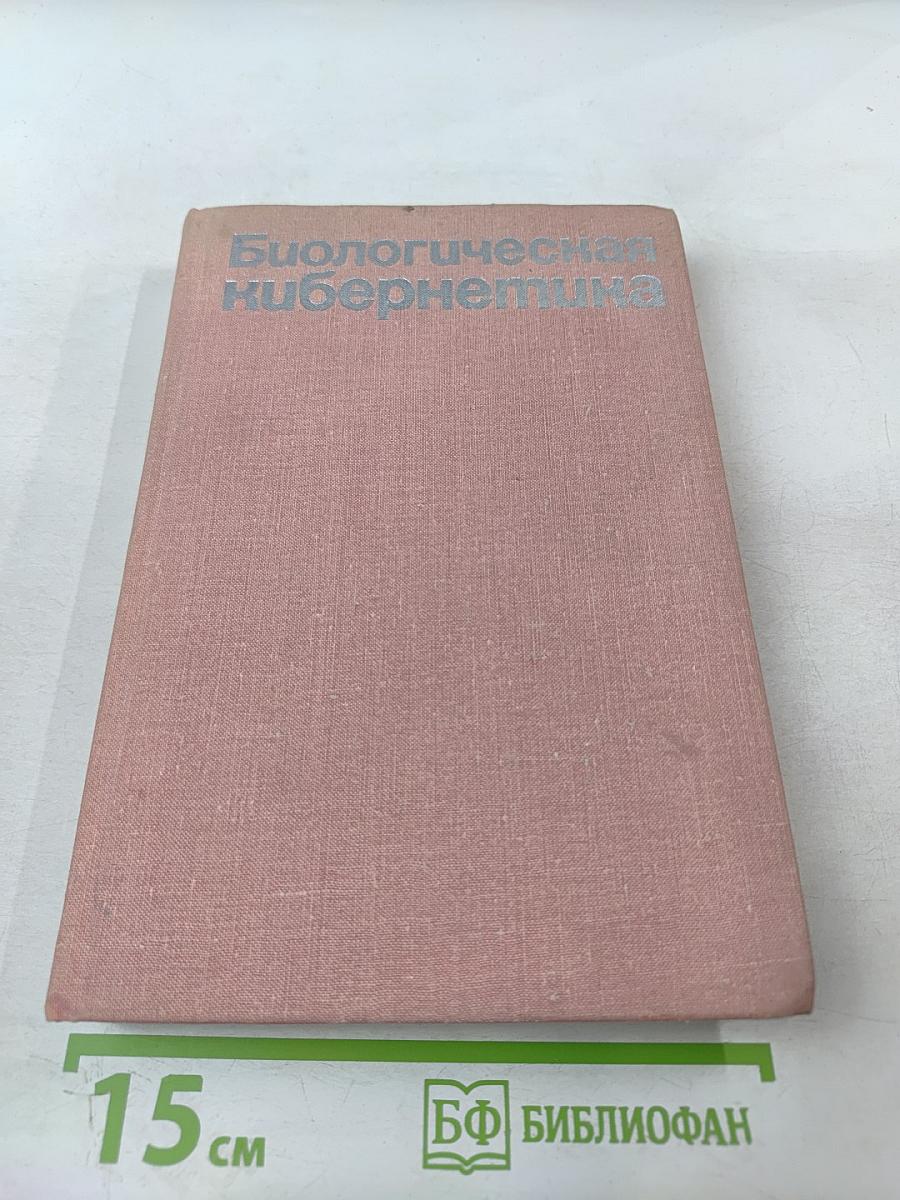 Биологическая
кибернетика
15 см
БФ БИБЛИОФАН